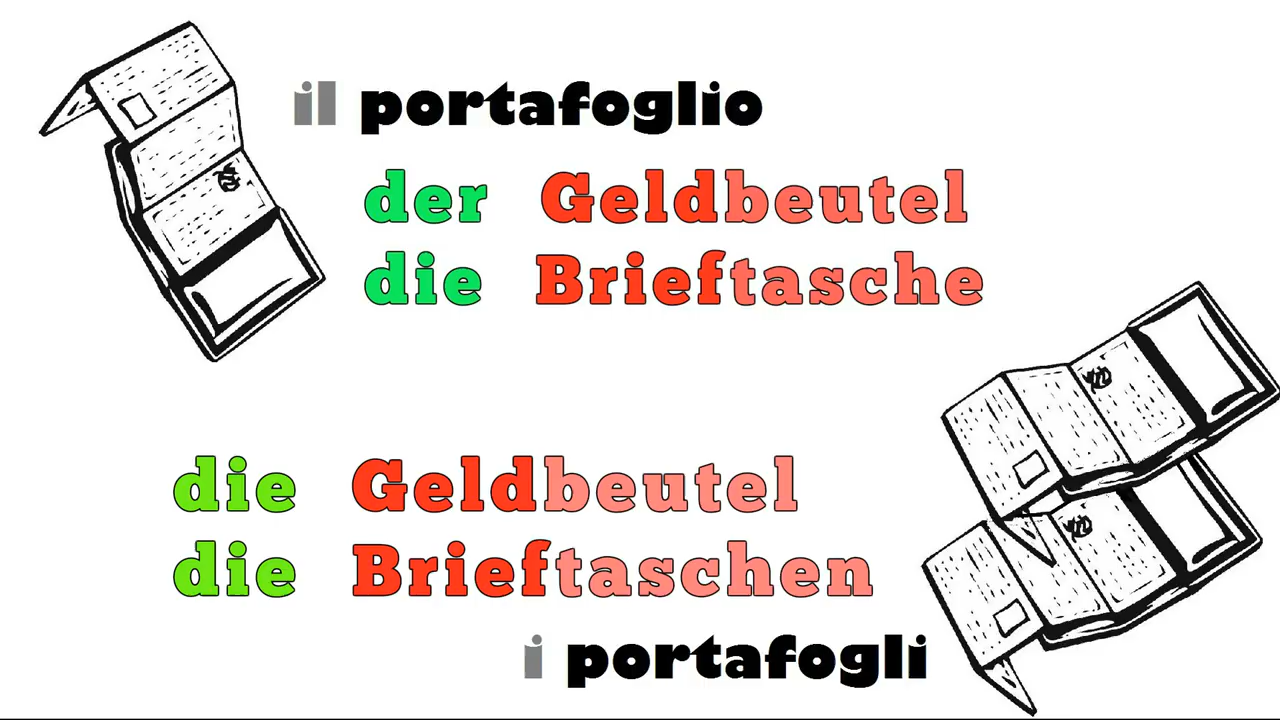 il portafoglio
der Geldbeutel
die Brieftasche
die Geldbeutel
die Brieftaschen
i portafogli